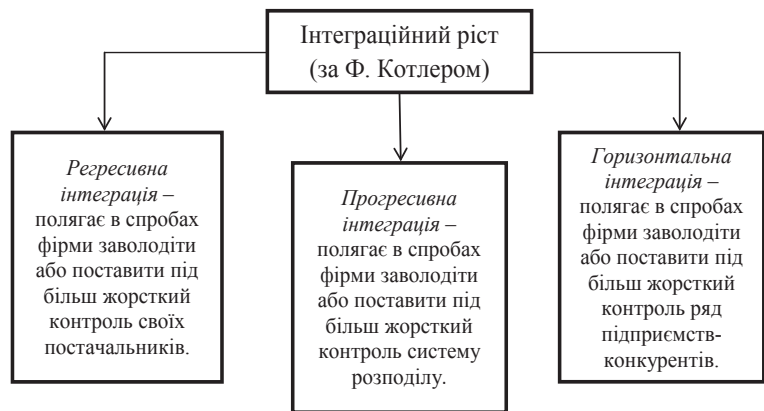 Інтеграційний ріст
(за Ф. Котлером)
Регресивна
інтеграція –
полягає в спробах
фірми заволодіти
або поставити під
більш жорсткий
контроль своїх
постачальників.
Прогресивна
інтеграція –
полягає в спробах
фірми заволодіти
або поставити під
більш жорсткий
контроль систему
розподілу.
Горизонтальна
інтеграція –
полягає в спробах
фірми заволодіти
або поставити під
більш жорсткий
контроль ряд
підприємств-
конкурентів.